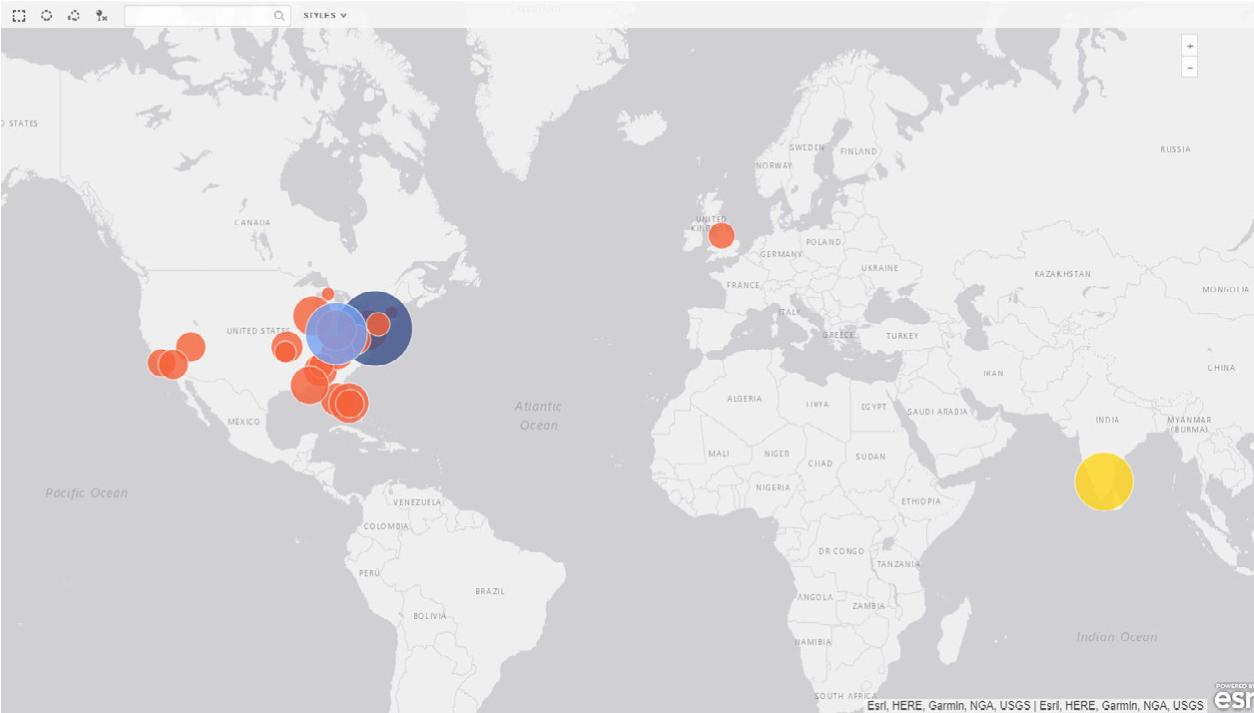 STYLES
D STATES
SWEDEN
FINLAND
NORWAY
RUSSIA
CANADA
UNITED
KINGDOM
POLAND
GERMANY
UKRAINE
FRANCE
KAZAKHSTAN
MONGOLIA
ITALY
UNITED STATES
GREECE
TURKEY
CHINA
IRAN
ALGERIA
LIBYA
EGYPT
SAUDI ARABIA
Atlantic
Ocean
MÉXICO
INDIA
MYANMAR
(BURMA)
MALI
NIGER
CHAD
SUDAN
Pacific Ocean
NIGERIA
VENEZUELA
ETHIOPIA
COLOMBIA
DR CONGO
TANZANIA
PERÚ
BRAZIL
ANGOLA
ZAMBIA
BOLIVIA
NAMIBIA
Indian Ocean
SOUTH AFRICA
POWERED BY
esri
Esri, HERE, Garmin, NGA, USGS | Esri, HERE, Garmin, NGA, USGS